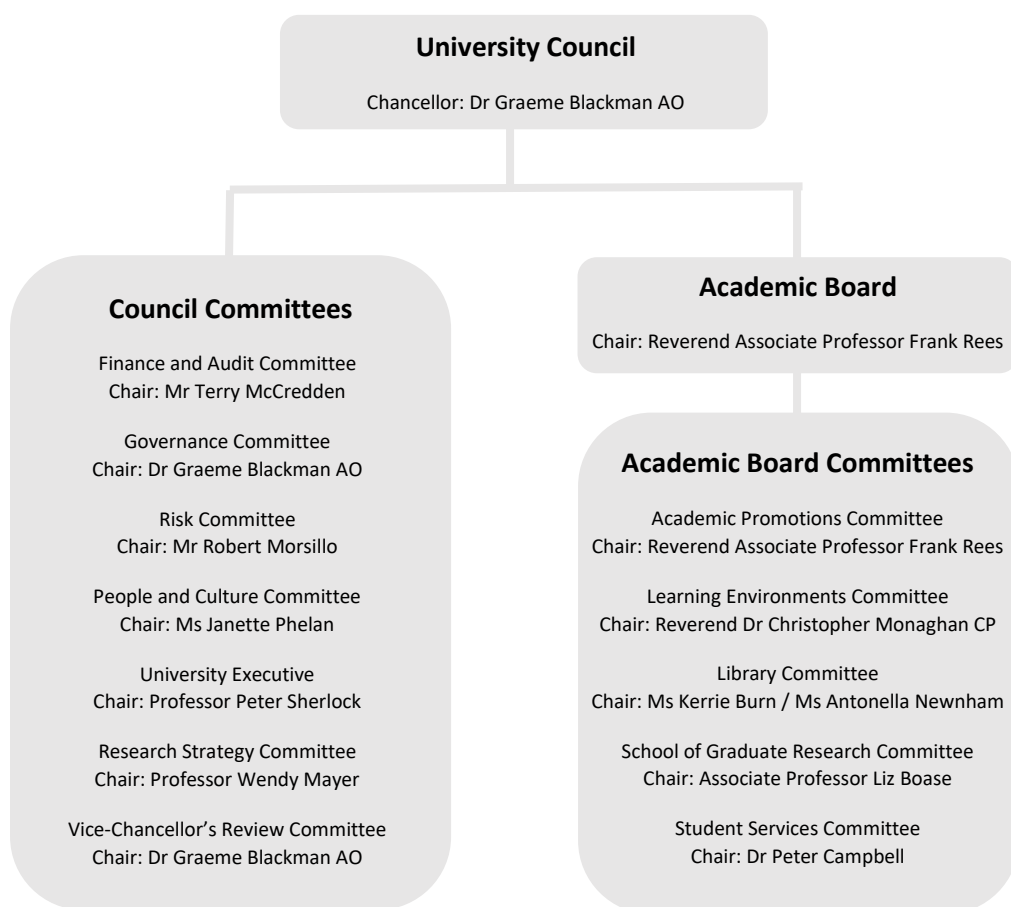 University Council
Chancellor: Dr Graeme Blackman AO
Council Committees
Finance and Audit Committee
Chair: Mr Terry McCredden
Governance Committee
Chair: Dr Graeme Blackman AO
Risk Committee
Chair: Mr Robert Morsillo
People and Culture Committee
Chair: Ms Janette Phelan
University Executive
Chair: Professor Peter Sherlock
Research Strategy Committee
Chair: Professor Wendy Mayer
Vice-Chancellor’s Review Committee
Chair: Dr Graeme Blackman AO
Academic Board
Chair: Reverend Associate Professor Frank Rees
Academic Board Committees
Academic Promotions Committee
Chair: Reverend Associate Professor Frank Rees
Learning Environments Committee
Chair: Reverend Dr Christopher Monaghan CP
Library Committee
Chair: Ms Kerrie Burn / Ms Antonella Newnham
School of Graduate Research Committee
Chair: Associate Professor Liz Boase
Student Services Committee
Chair: Dr Peter Campbell